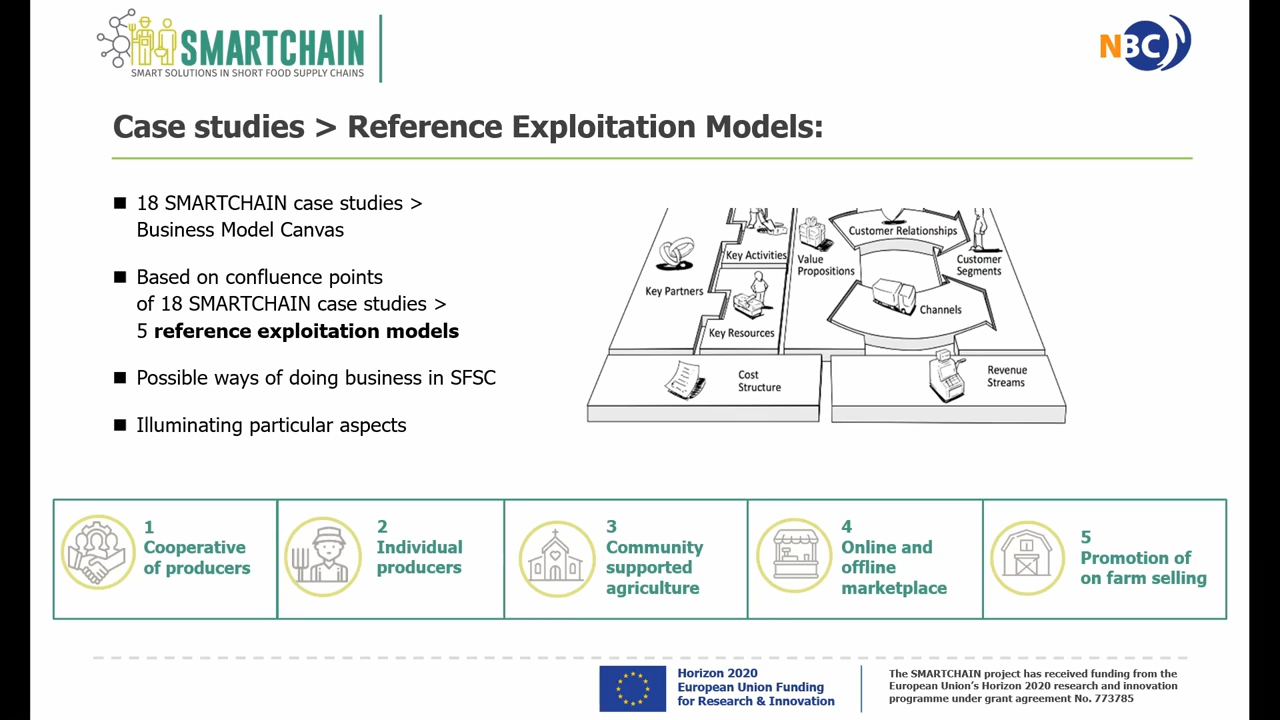 SMARTCHAIN
SMART SOLUTIONS IN SHORT FOOD SUPPLY CHAINS
NBC
Case studies > Reference Exploitation Models:
■ 18 SMARTCHAIN case studies >
Business Model Canvas
■ Based on confluence points
of 18 SMARTCHAIN case studies >
5 reference exploitation models
■ Possible ways of doing business in SFSC
■ Illuminating particular aspects
Key Partners
Key Activities
Key Resources
Value
Propositions
Customer Relationships
Channels
Customer
Segments
Cost
Structure
Revenue
Streams
1
Cooperative
of producers
2
Individual
producers
3
Community
supported
agriculture
4
Online and
offline
marketplace
5
Promotion of
on farm selling
Horizon 2020
European Union Funding
for Research & Innovation
The SMARTCHAIN project has received funding from the
European Union's Horizon 2020 research and innovation
programme under grant agreement No. 773785